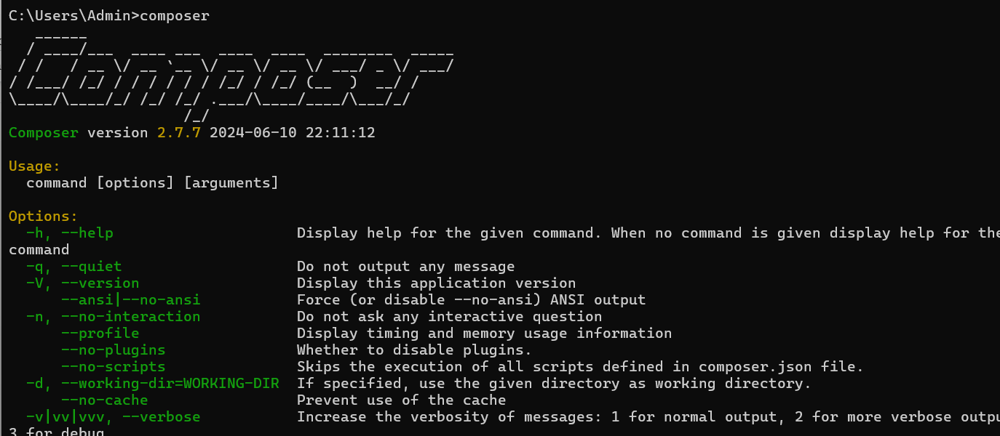 C:\Users\Admin>composer
   ______
  / ____/___  ____ ___  ____  ____  ________  _____
 / /   / __ \/ __ `__ \/ __ \/ __ \/ ___/ _ \/ ___/
/ /___/ /_/ / / / / / / /_/ / /_/ (__  )  __/ /
\____/\____/_/ /_/ /_/ .___/\____/____/\___/_/
                    /_/
Composer version 2.7.7 2024-06-10 22:11:12
Usage:
  command [options] [arguments]
Options:
  -h, --help                     Display help for the given command. When no command is given display help for the
command
  -q, --quiet                    Do not output any message
  -V, --version                  Display this application version
      --ansi|--no-ansi           Force (or disable --no-ansi) ANSI output
  -n, --no-interaction           Do not ask any interactive question
      --profile                  Display timing and memory usage information
      --no-plugins               Whether to disable plugins.
      --no-scripts               Skips the execution of all scripts defined in composer.json file.
  -d, --working-dir=WORKING-DIR  If specified, use the given directory as working directory.
      --no-cache                 Prevent use of the cache
  -v|vv|vvv, --verbose           Increase the verbosity of messages: 1 for normal output, 2 for more verbose outpu
3 for debug